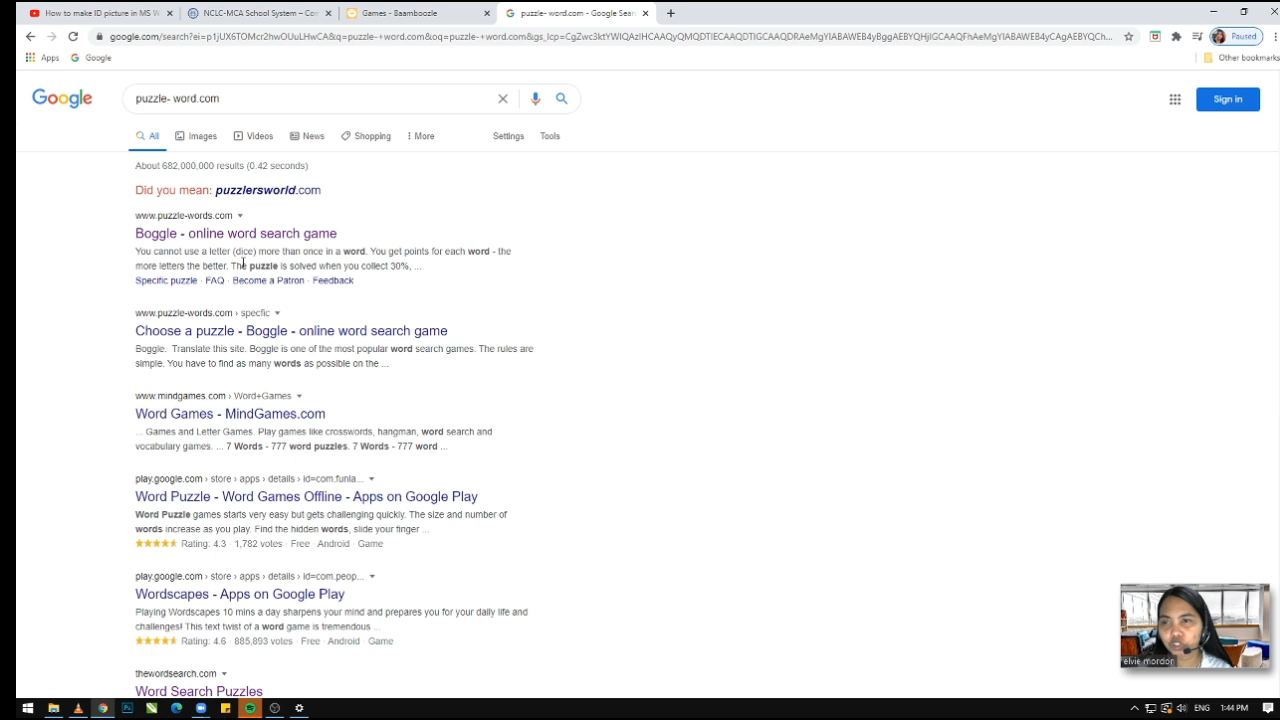 How to make ID picture in MS W
NCLC-MCA School System – Co
Games - Baamboozle
puzzle- word.com - Google Sear
google.com/search?ei=p1jUX6TOMcr2hwOUuLHwCA&q=puzzle-+word.com&oq=puzzle-+word.com&gs_lcp=
Paused
Apps
Google
Other bookmarks
Google
puzzle- word.com
Sign in
All
Images
Videos
News
Shopping
More
Settings
Tools
About 682,000,000 results (0.42 seconds)
Did you mean: puzzlersworld.com
www.puzzle-words.com
Boggle - online word search game
You cannot use a letter (dice) more than once in a word. You get points for each word - the
more letters the better. The puzzle is solved when you collect 30%, ...
Specific puzzle · FAQ · Become a Patron · Feedback
www.puzzle-words.com › specfic
Choose a puzzle - Boggle - online word search game
Boggle. Translate this site. Boggle is one of the most popular word search games. The rules are
simple. You have to find as many words as possible on the ...
www.mindgames.com › Word+Games
Word Games - MindGames.com
... Games and Letter Games. Play games like crosswords, hangman, word search and
vocabulary games. ... 7 Words - 777 word puzzles. 7 Words - 777 word ...
play.google.com › store › apps › details › id=com.funla...
Word Puzzle - Word Games Offline - Apps on Google Play
Word Puzzle games starts very easy but gets challenging quickly. The size and number of
words increase as you play. Find the hidden words, slide your finger ...
Rating: 4.3 · 1,782 votes · Free · Android · Game
play.google.com › store › apps › details › id=com.peop...
Wordscapes - Apps on Google Play
Playing Wordscapes 10 mins a day sharpens your mind and prepares you for your daily life and
challenges! This text twist of a word game is tremendous ...
Rating: 4.6 · 885,893 votes · Free · Android · Game
thewordsearch.com
Word Search Puzzles
elvie mordon
ENG
1:44 PM